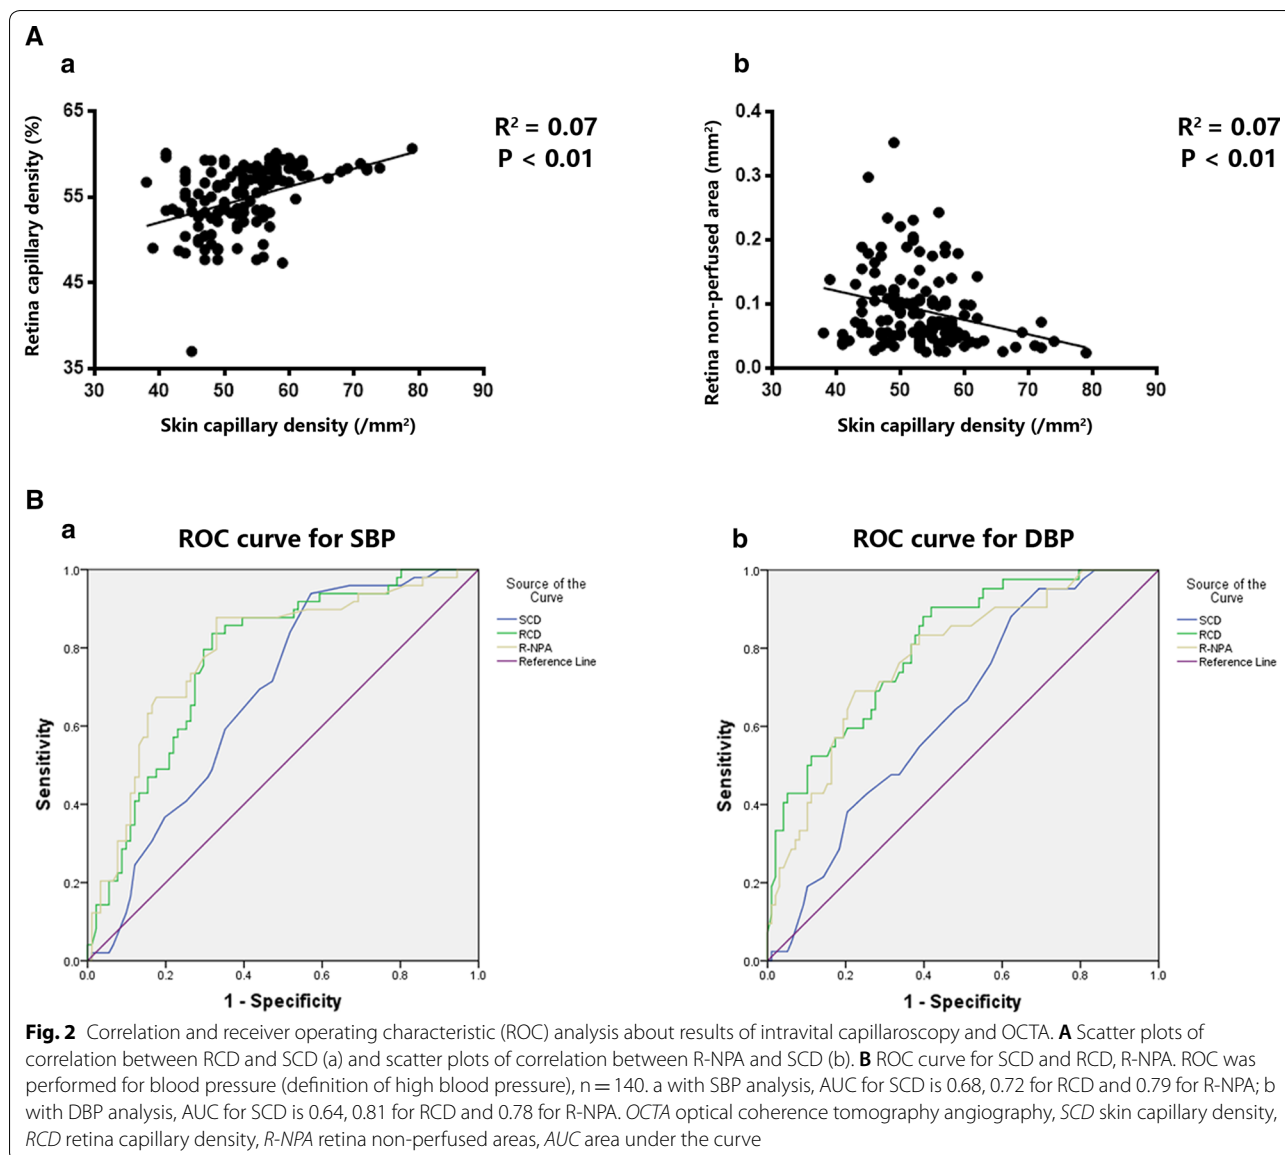 A
a
b
65
55
45
35
30 40 50 60 70 80 90
Retina capillary density (%)
Skin capillary density (/mm²)
R² = 0.07
P < 0.01
0.4
0.3
0.2
0.1
0.0
30 40 50 60 70 80 90
Retina non-perfused area (mm²)
Skin capillary density (/mm²)
R² = 0.07
P < 0.01
B
a
ROC curve for SBP
1.0
0.8
0.6
0.4
0.2
0.0
0.0 0.2 0.4 0.6 0.8 1.0
Sensitivity
1 - Specificity
Source of the
Curve
SCD
RCD
R-NPA
Reference Line
b
ROC curve for DBP
1.0
0.8
0.6
0.4
0.2
0.0
0.0 0.2 0.4 0.6 0.8 1.0
Sensitivity
1 - Specificity
Source of the
Curve
SCD
RCD
R-NPA
Reference Line
Fig. 2 Correlation and receiver operating characteristic (ROC) analysis about results of intravital capillaroscopy and OCTA. A Scatter plots of
correlation between RCD and SCD (a) and scatter plots of correlation between R-NPA and SCD (b). B ROC curve for SCD and RCD, R-NPA. ROC was
performed for blood pressure (definition of high blood pressure), n = 140. a with SBP analysis, AUC for SCD is 0.68, 0.72 for RCD and 0.79 for R-NPA; b
with DBP analysis, AUC for SCD is 0.64, 0.81 for RCD and 0.78 for R-NPA. OCTA optical coherence tomography angiography, SCD skin capillary density,
RCD retina capillary density, R-NPA retina non-perfused areas, AUC area under the curve